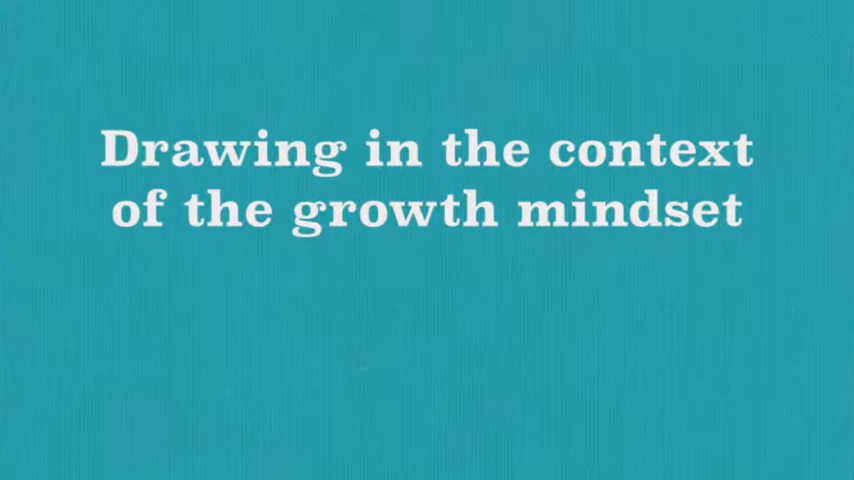 Drawing in the context
of the growth mindset